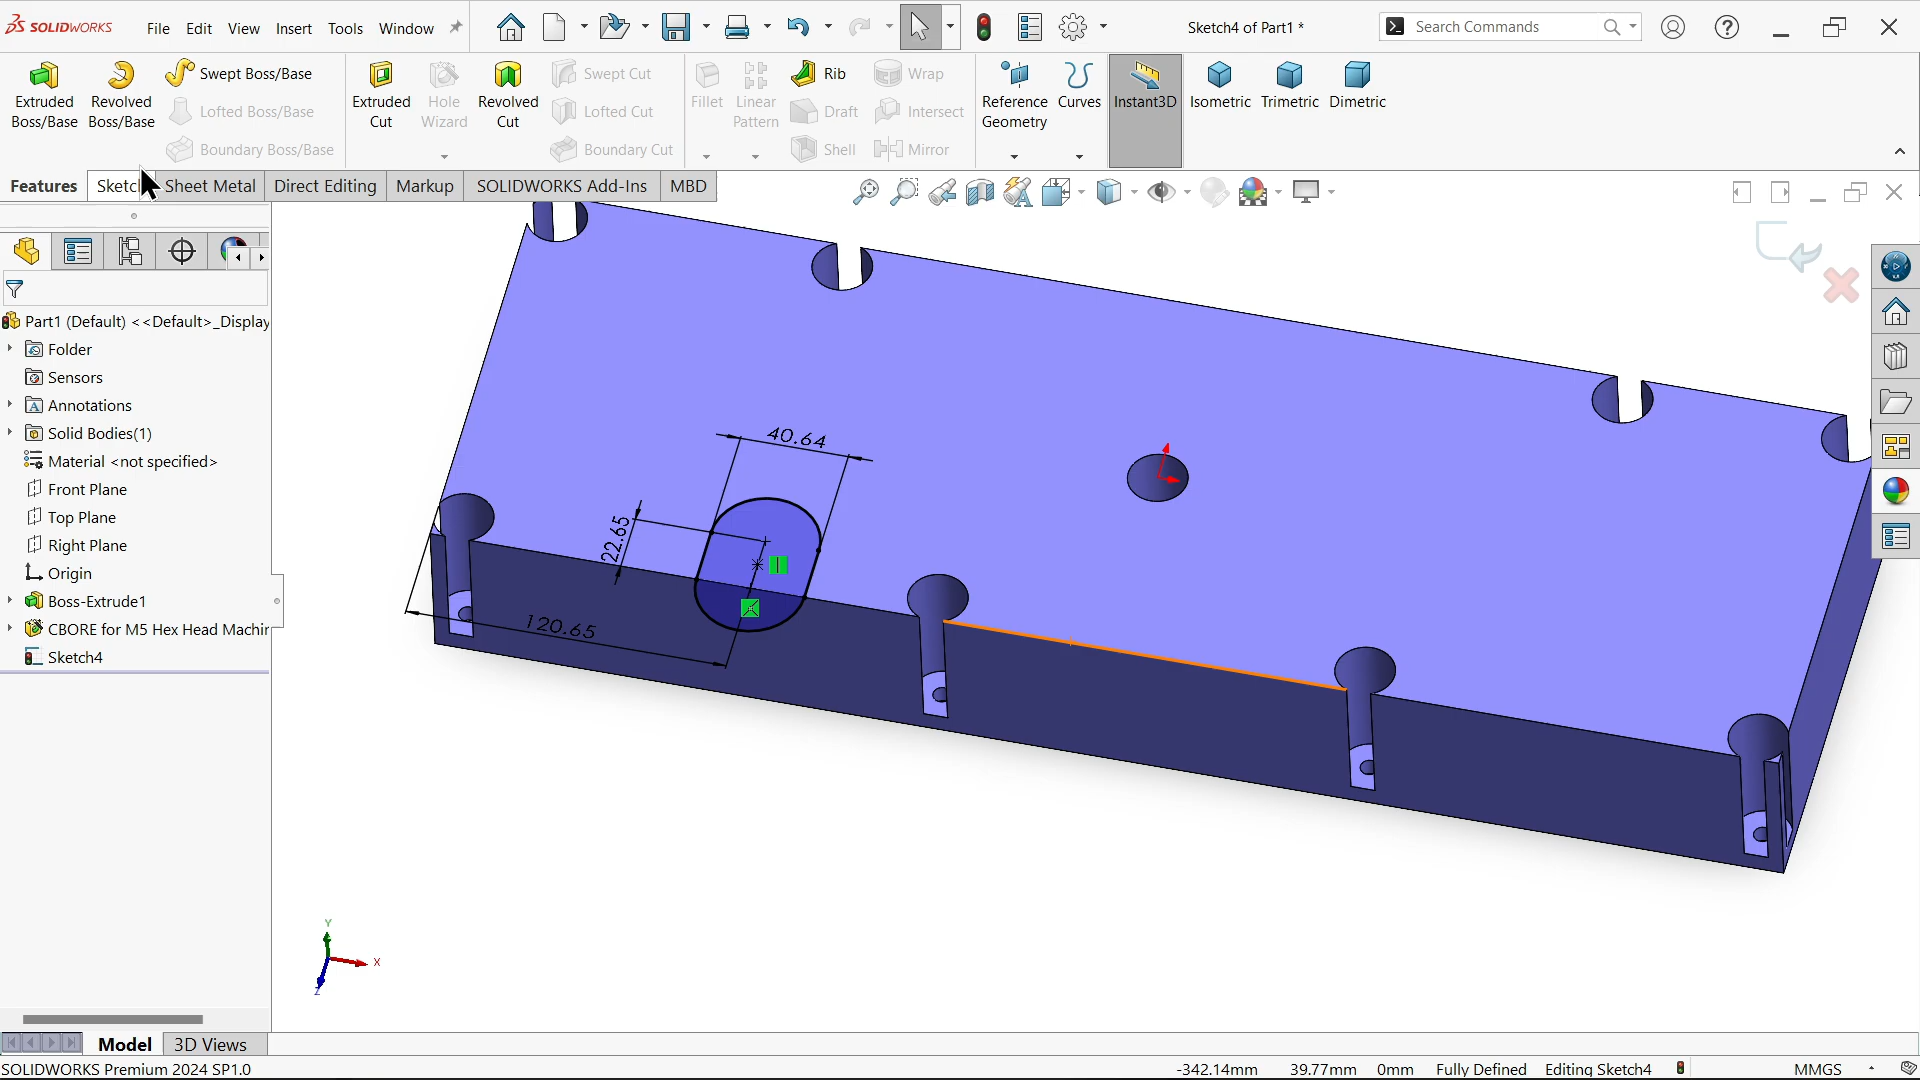 SOLIDWORKS File Edit View Insert Tools Window Sketch4 of Part1 * Search Commands
Extruded Boss/Base
Revolved Boss/Base
Swept Boss/Base
Lofted Boss/Base
Boundary Boss/Base
Extruded Cut
Hole Wizard
Revolved Cut
Swept Cut
Lofted Cut
Boundary Cut
Fillet
Linear Pattern
Rib
Draft
Shell
Wrap
Intersect
Mirror
Reference Geometry
Curves
Instant3D
Isometric
Trimetric
Dimetric
Features Sketch Sheet Metal Direct Editing Markup SOLIDWORKS Add-Ins MBD
Part1 (Default) <<Default>_Display
Folder
Sensors
Annotations
Solid Bodies(1)
Material <not specified>
Front Plane
Top Plane
Right Plane
Origin
Boss-Extrude1
CBORE for M5 Hex Head Machin
Sketch4
40.64
22.65
120.65
Y
X
Z
Model 3D Views
SOLIDWORKS Premium 2024 SP1.0 -342.14mm 39.77mm 0mm Fully Defined Editing Sketch4 MMGS